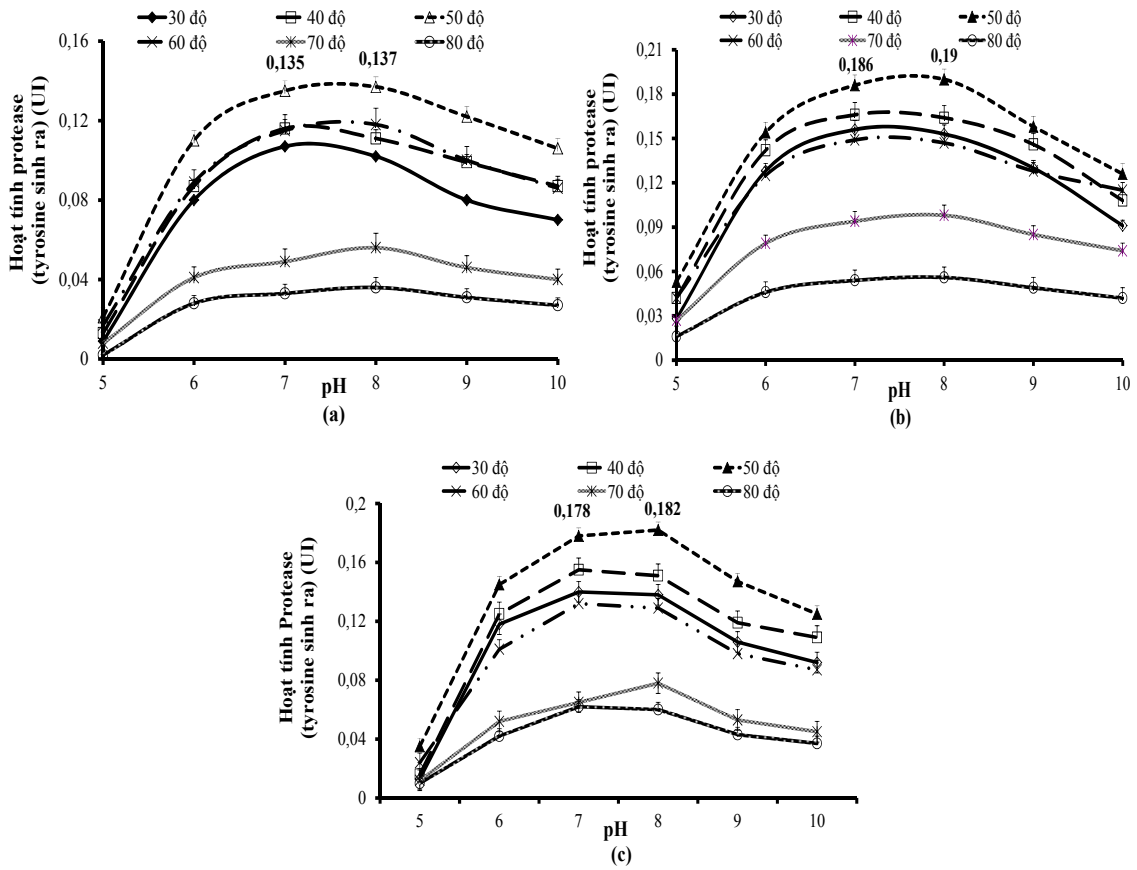 30 độ 40 độ 50 độ
60 độ 70 độ 80 độ
0,135 0,137
Hoạt tính protease
(tyrosine sinh ra) (UI)
0,16
0,12
0,08
0,04
0
5 6 7 8 9 10
pH
(a)
30 độ 40 độ 50 độ
60 độ 70 độ 80 độ
0,186 0,19
Hoạt tính protease
(tyrosine sinh ra) (UI)
0,21
0,18
0,15
0,12
0,09
0,06
0,03
0
5 6 7 8 9 10
pH
(b)
30 độ 40 độ 50 độ
60 độ 70 độ 80 độ
0,178 0,182
Hoạt tính Protease
(tyrosine sinh ra) (UI)
0,2
0,16
0,12
0,08
0,04
0
5 6 7 8 9 10
pH
(c)